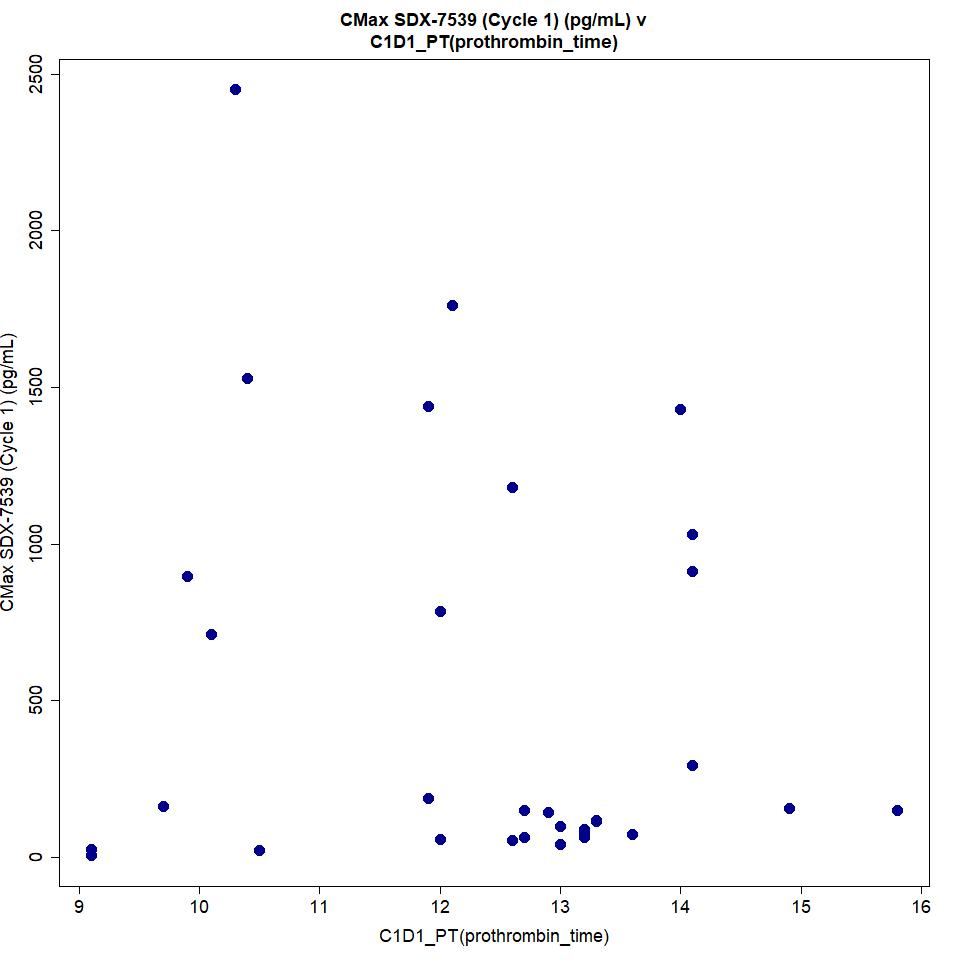 CMax SDX-7539 (Cycle 1) (pg/mL) v
C1D1_PT(prothrombin_time)
2500
2000
1500
1000
500
0
CMax SDX-7539 (Cycle 1) (pg/mL)
9 10 11 12 13 14 15 16
C1D1_PT(prothrombin_time)